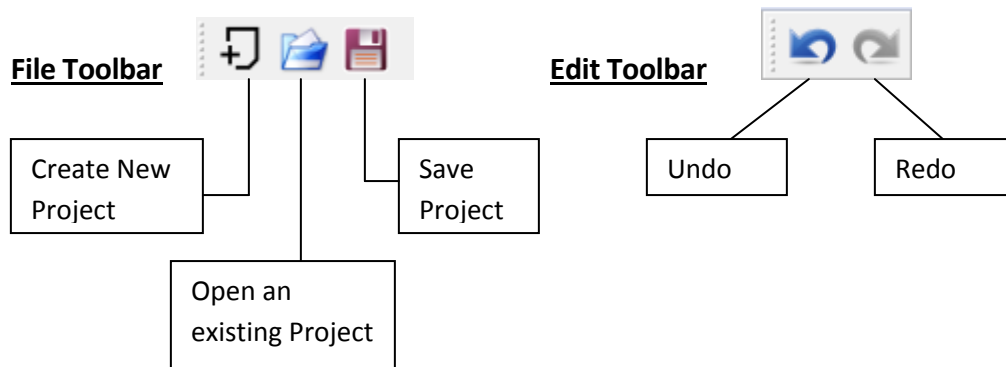 File Toolbar
Edit Toolbar
Create New
Project
Save
Project
Undo
Redo
Open an
existing Project